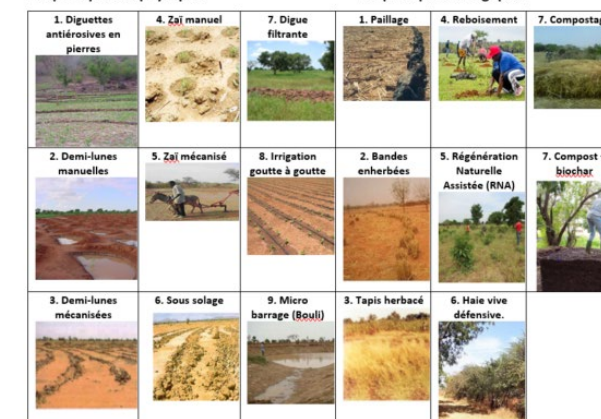 1. Diguettes
antiérosives en
pierres
4. Zaï manuel
7. Digue
filtrante
1. Paillage
4. Reboisement
2. Demi-lunes
manuelles
5. Zaï mécanisé
8. Irrigation
goutte à goutte
2. Bandes
enherbées
5. Régénération
Naturelle
Assistée (RNA)
7. Compost
biochar
3. Demi-lunes
mécanisées
6. Sous solage
9. Micro
barrage (Bouli)
3. Tapis herbacé
6. Haie vive
défensive.